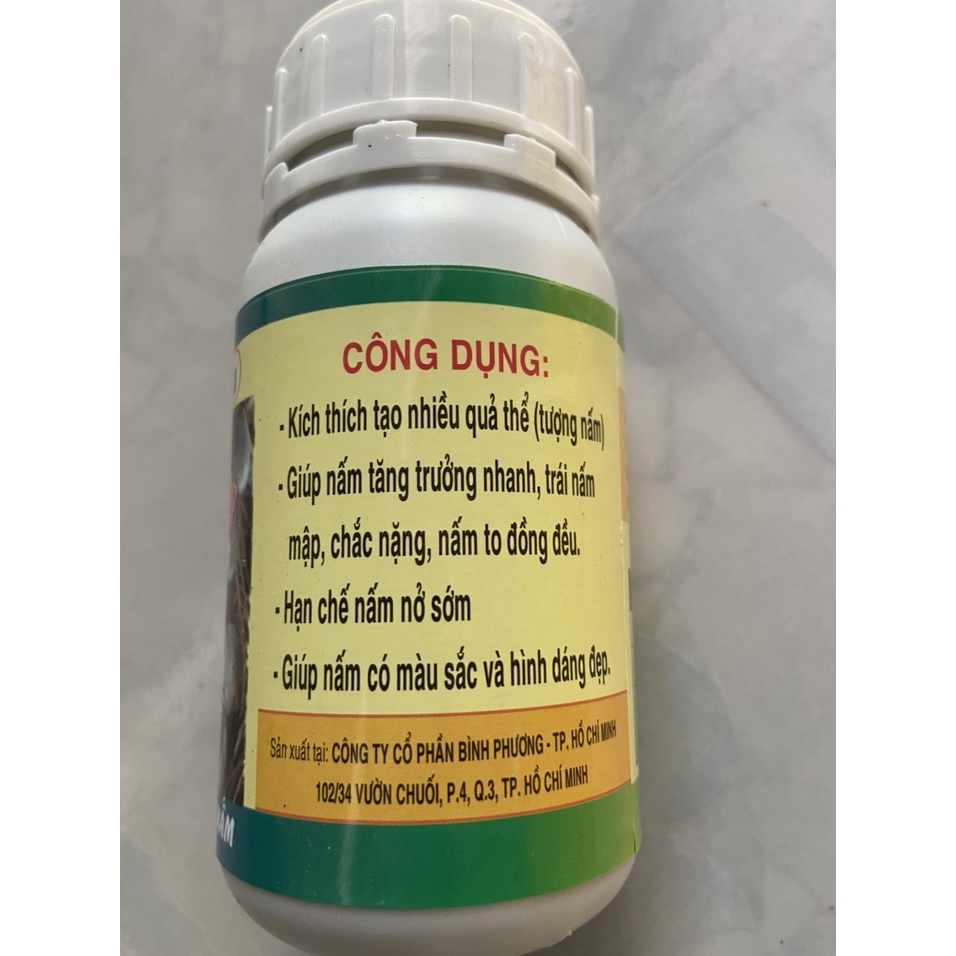 CÔNG DỤNG:
- Kích thích tạo nhiều quả thể (tượng nấm)
- Giúp nấm tăng trưởng nhanh, trái nấm
mập, chắc nặng, nấm to đồng đều.
- Hạn chế nấm nở sớm
- Giúp nấm có màu sắc và hình dáng đẹp.
Sản xuất tại: CÔNG TY CỔ PHẦN BÌNH PHƯƠNG - TP. HỒ CHÍ MINH
102/34 VƯỜN CHUỐI, P.4, Q.3, TP. HỒ CHÍ MINH